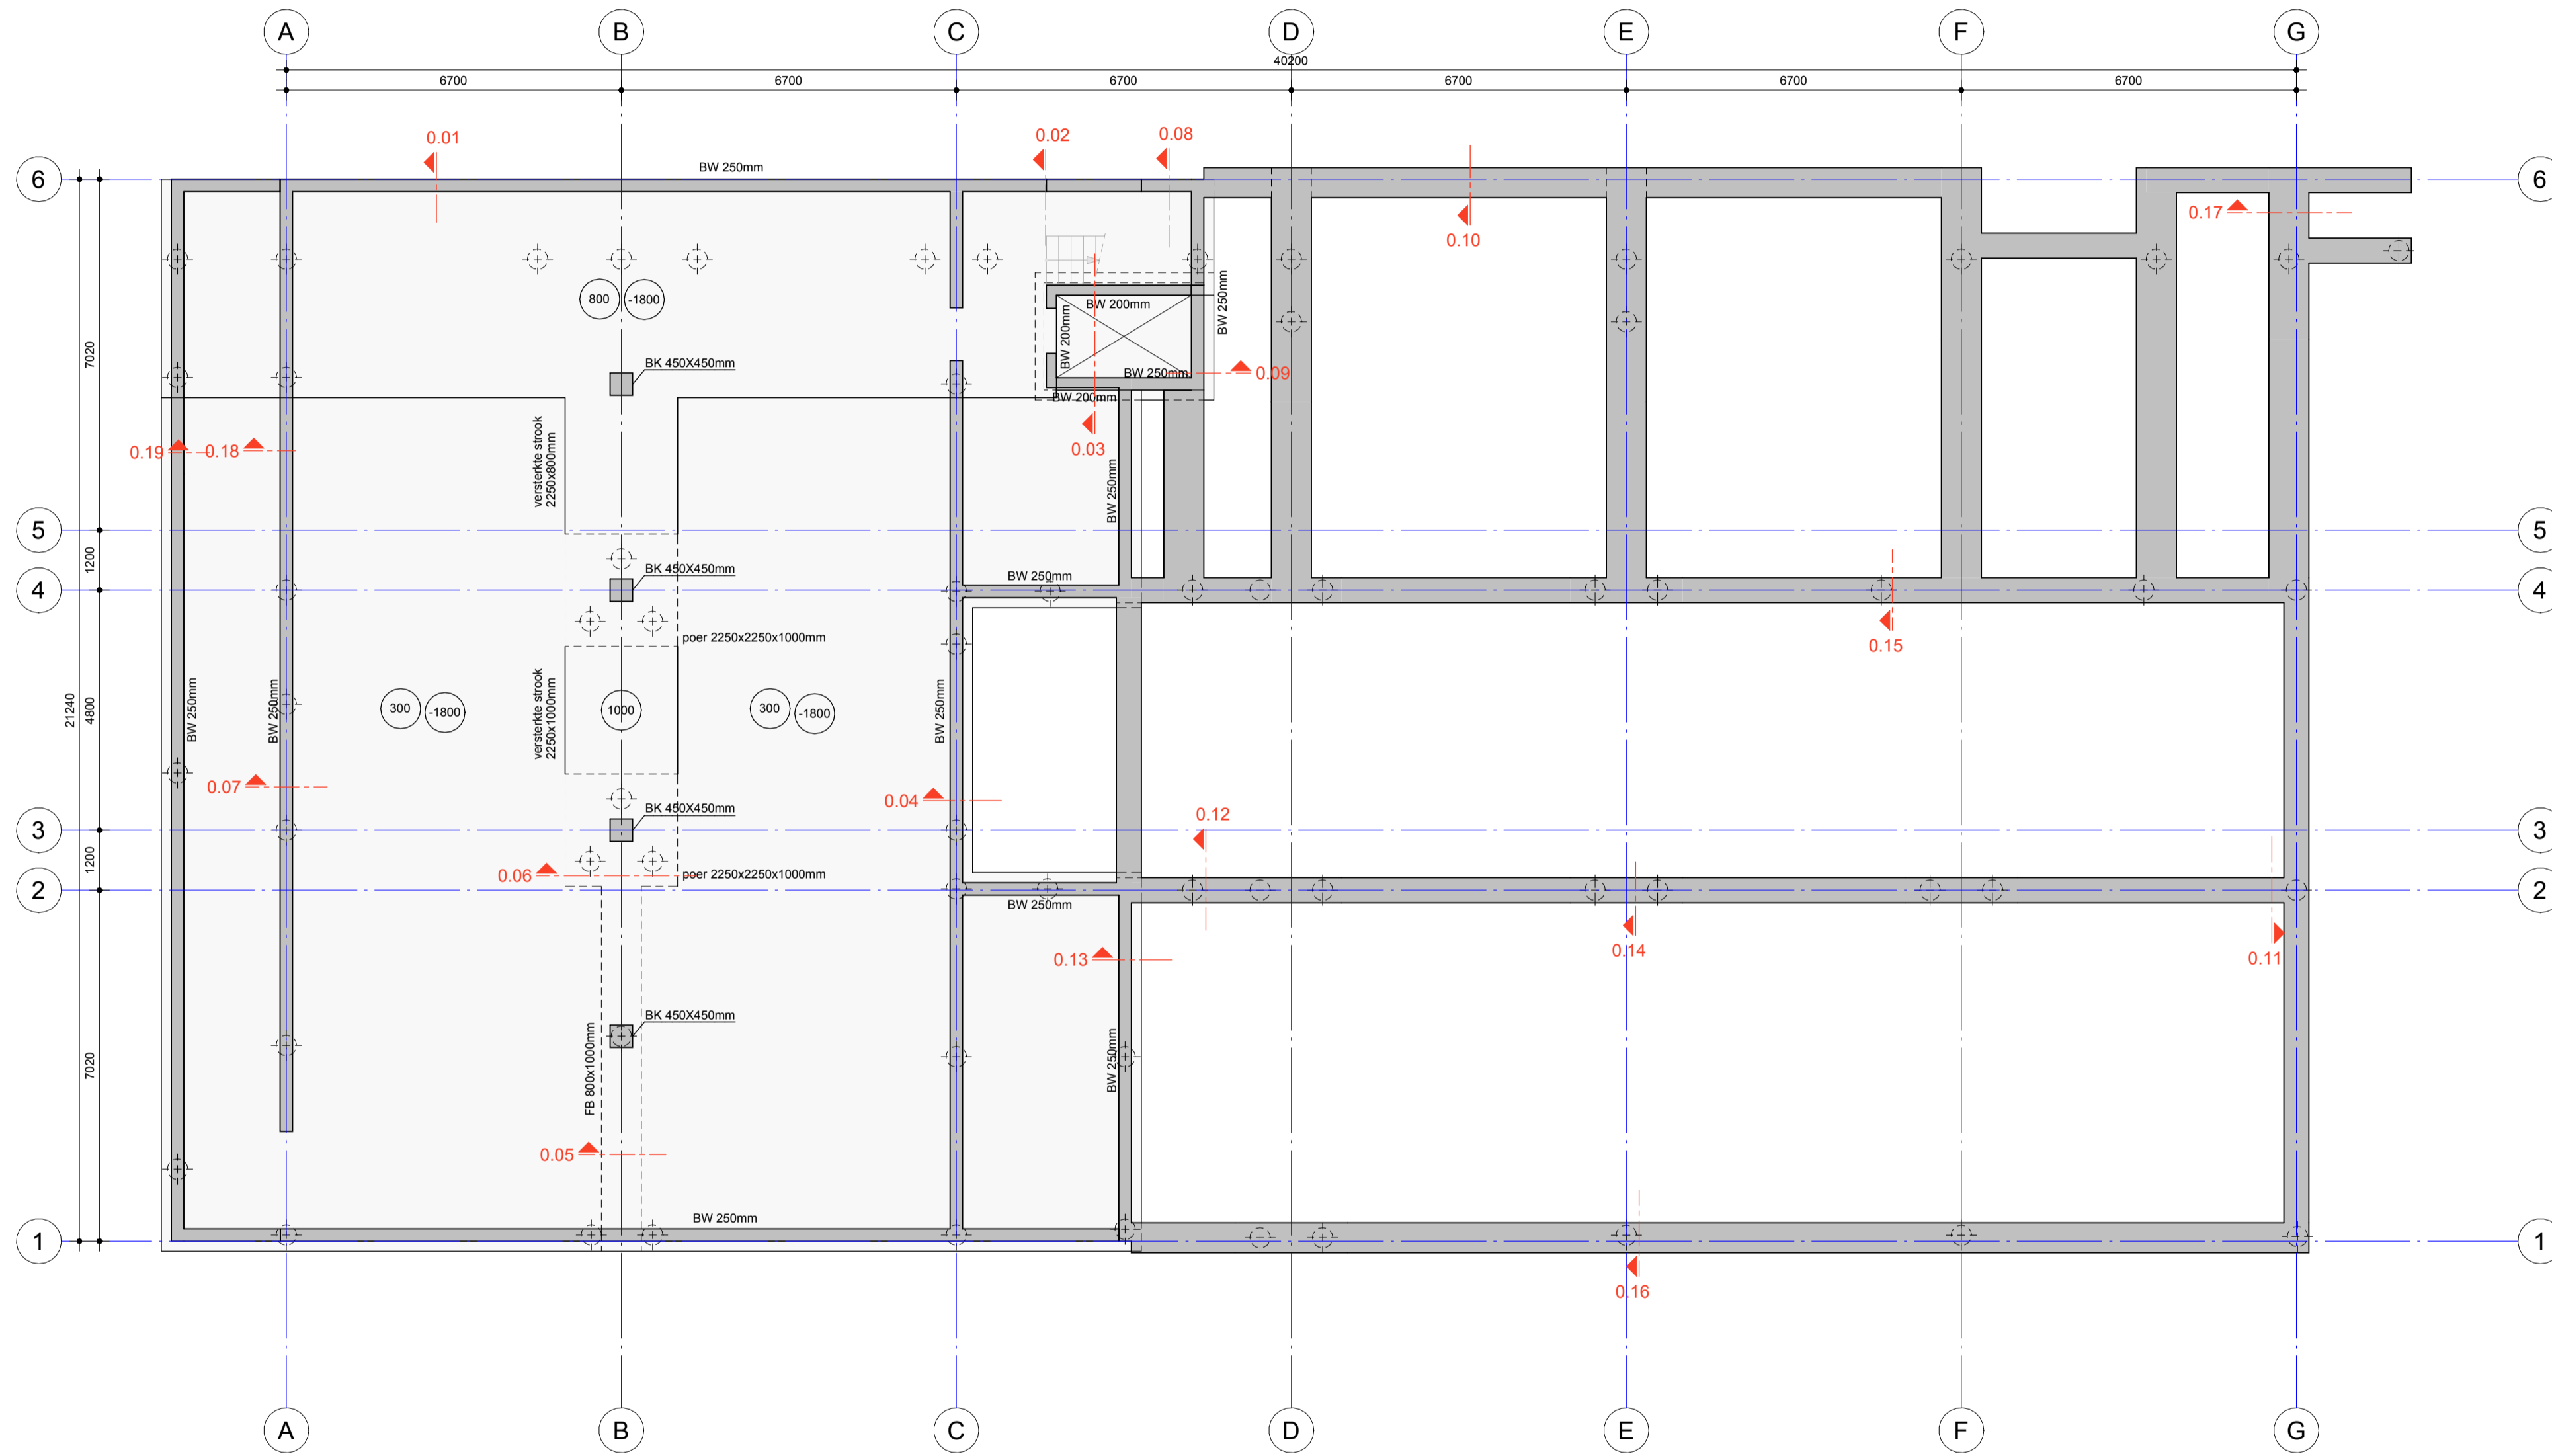 A B C D E F G
40200
6700 6700 6700 6700 6700 6700
0.01 0.02 0.08
BW 250mm
6 6
0.17
0.10
800 -1800
BW 200mm
BW 200mm
BW 250mm
7020
BK 450X450mm
BW 250mm
0.09
BW 200mm
versterkte strook
2250x800mm
0.19 0.18
0.03
BW 250mm
5 5
1200
BK 450X450mm
BW 250mm
4 4
poer 2250x2250x1000mm
0.15
21240
4800
BW 250mm
BW 250mm
300 -1800
versterkte strook
2250x1000mm
1000
300 -1800
BW 250mm
0.07
0.04
BK 450X450mm
0.12
3 3
1200
0.06
poer 2250x2250x1000mm
2 2
BW 250mm
0.14
0.11
0.13
BK 450X450mm
7020
FB 800x1000mm
BW 250mm
0.05
BW 250mm
1 1
0.16
A B C D E F G